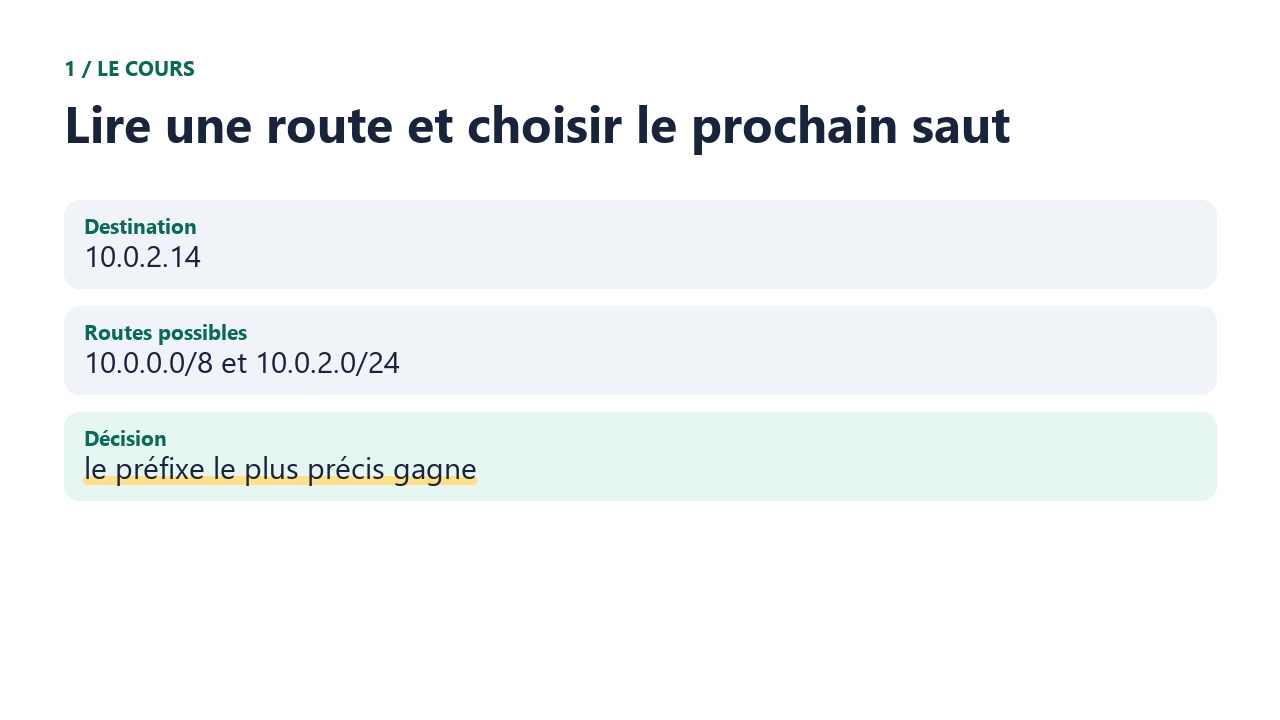 1 / LE COURS
Lire une route et choisir le prochain saut
Destination
10.0.2.14
Routes possibles
10.0.0.0/8 et 10.0.2.0/24
Décision
le préfixe le plus précis gagne